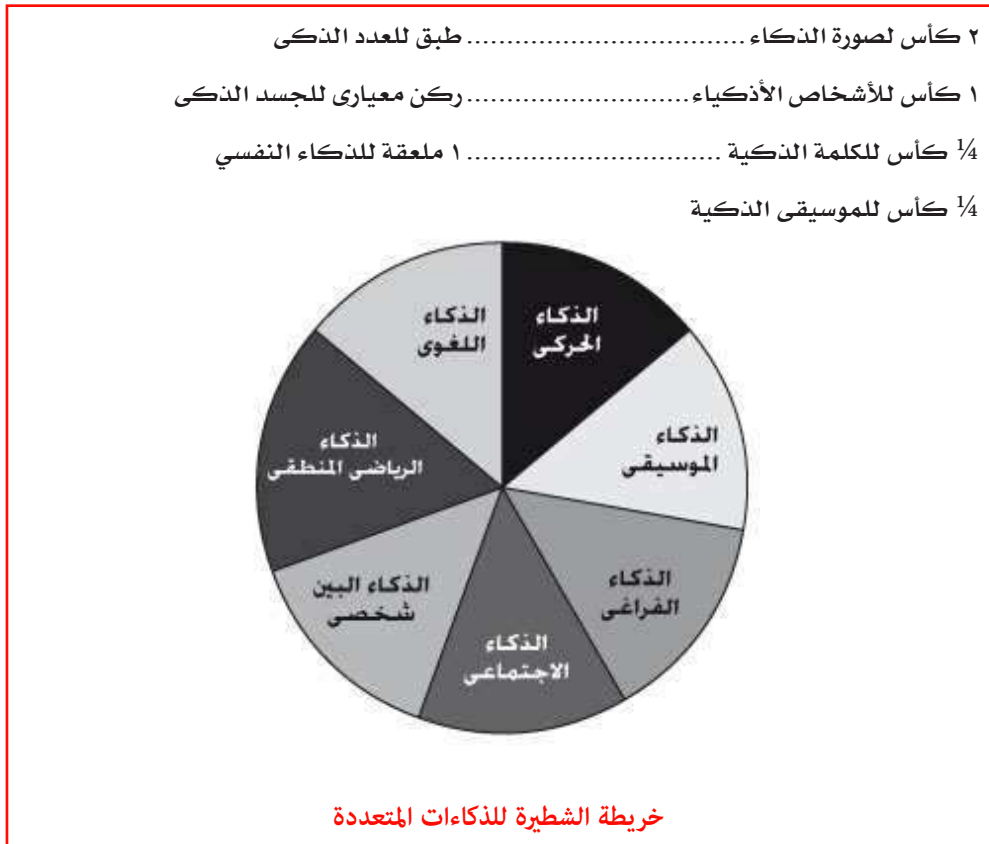 ٢ كأس لصورة الذكاء ................................ طبق للعدد الذكى
١ كأس للأشخاص الأذكياء............................ ركن معيارى للجسد الذكى
¼ كأس للكلمة الذكية ................................ ١ ملعقة للذكاء النفسي
¼ كأس للموسيقى الذكية
الذكاء
الحركى
الذكاء
اللغوى
الذكاء
الموسيقى
الذكاء
الرياضى المنطقى
الذكاء
الفراغى
الذكاء البين
شخصى
الذكاء
الاجتماعى
خريطة الشطيرة للذكاءات المتعددة